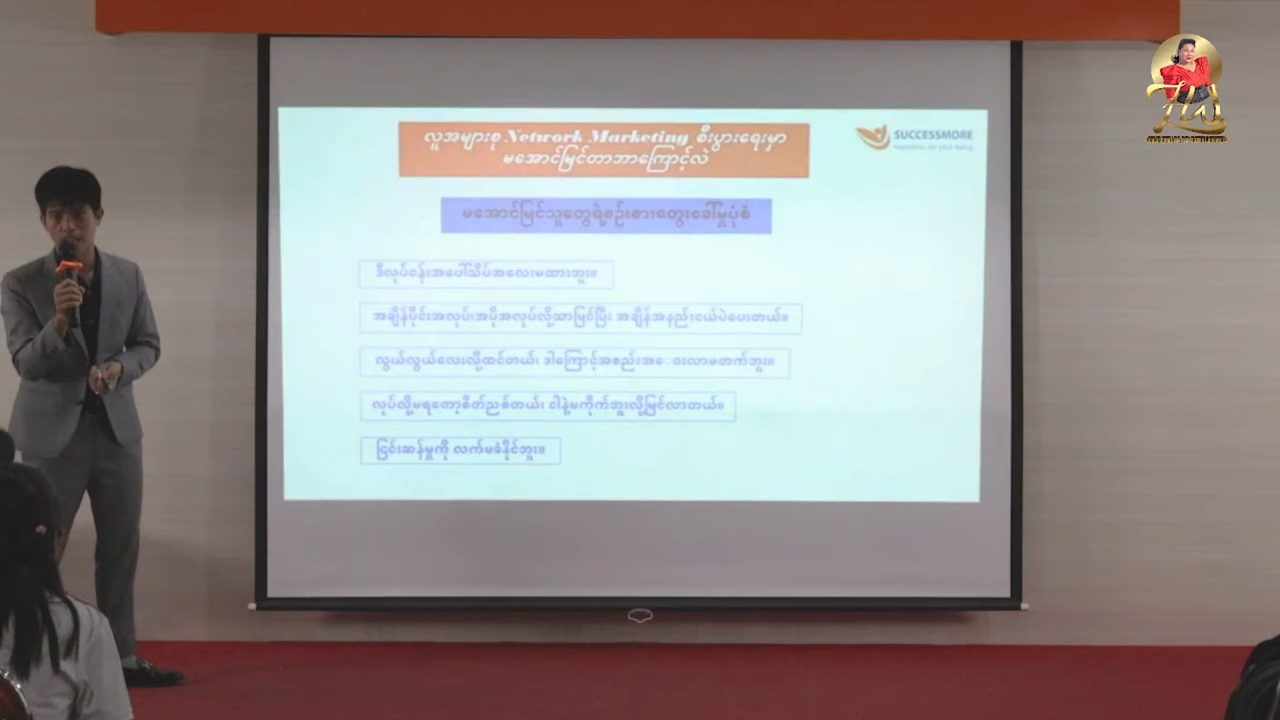 လူအများစု Network Marketing စီးပွားရေးမှာ
မအောင်မြင်တာဘာကြောင့်လဲ
SUCCESSMORE
မအောင်မြင်သူတွေရဲ့စဉ်းစားတွေးခေါ်မှုပုံစံ
ဒီလုပ်ငန်းအပေါ်သိပ်အလေးမထားဘူး။
အချိန်ပိုင်းအလုပ်၊အပိုအလုပ်လို့သာမြင်ပြီး အချိန်အနည်းငယ်ပဲပေးတယ်။
လွယ်လွယ်လေးလို့ထင်တယ်၊ ဒါကြောင့်အစည်းအဝေးလာမတက်ဘူး။
လုပ်လို့မရတော့စိတ်ညစ်တယ်၊ ငါနဲ့မကိုက်ဘူးလို့မြင်လာတယ်။
ငြင်းဆန်မှုကို လက်မခံနိုင်ဘူး။